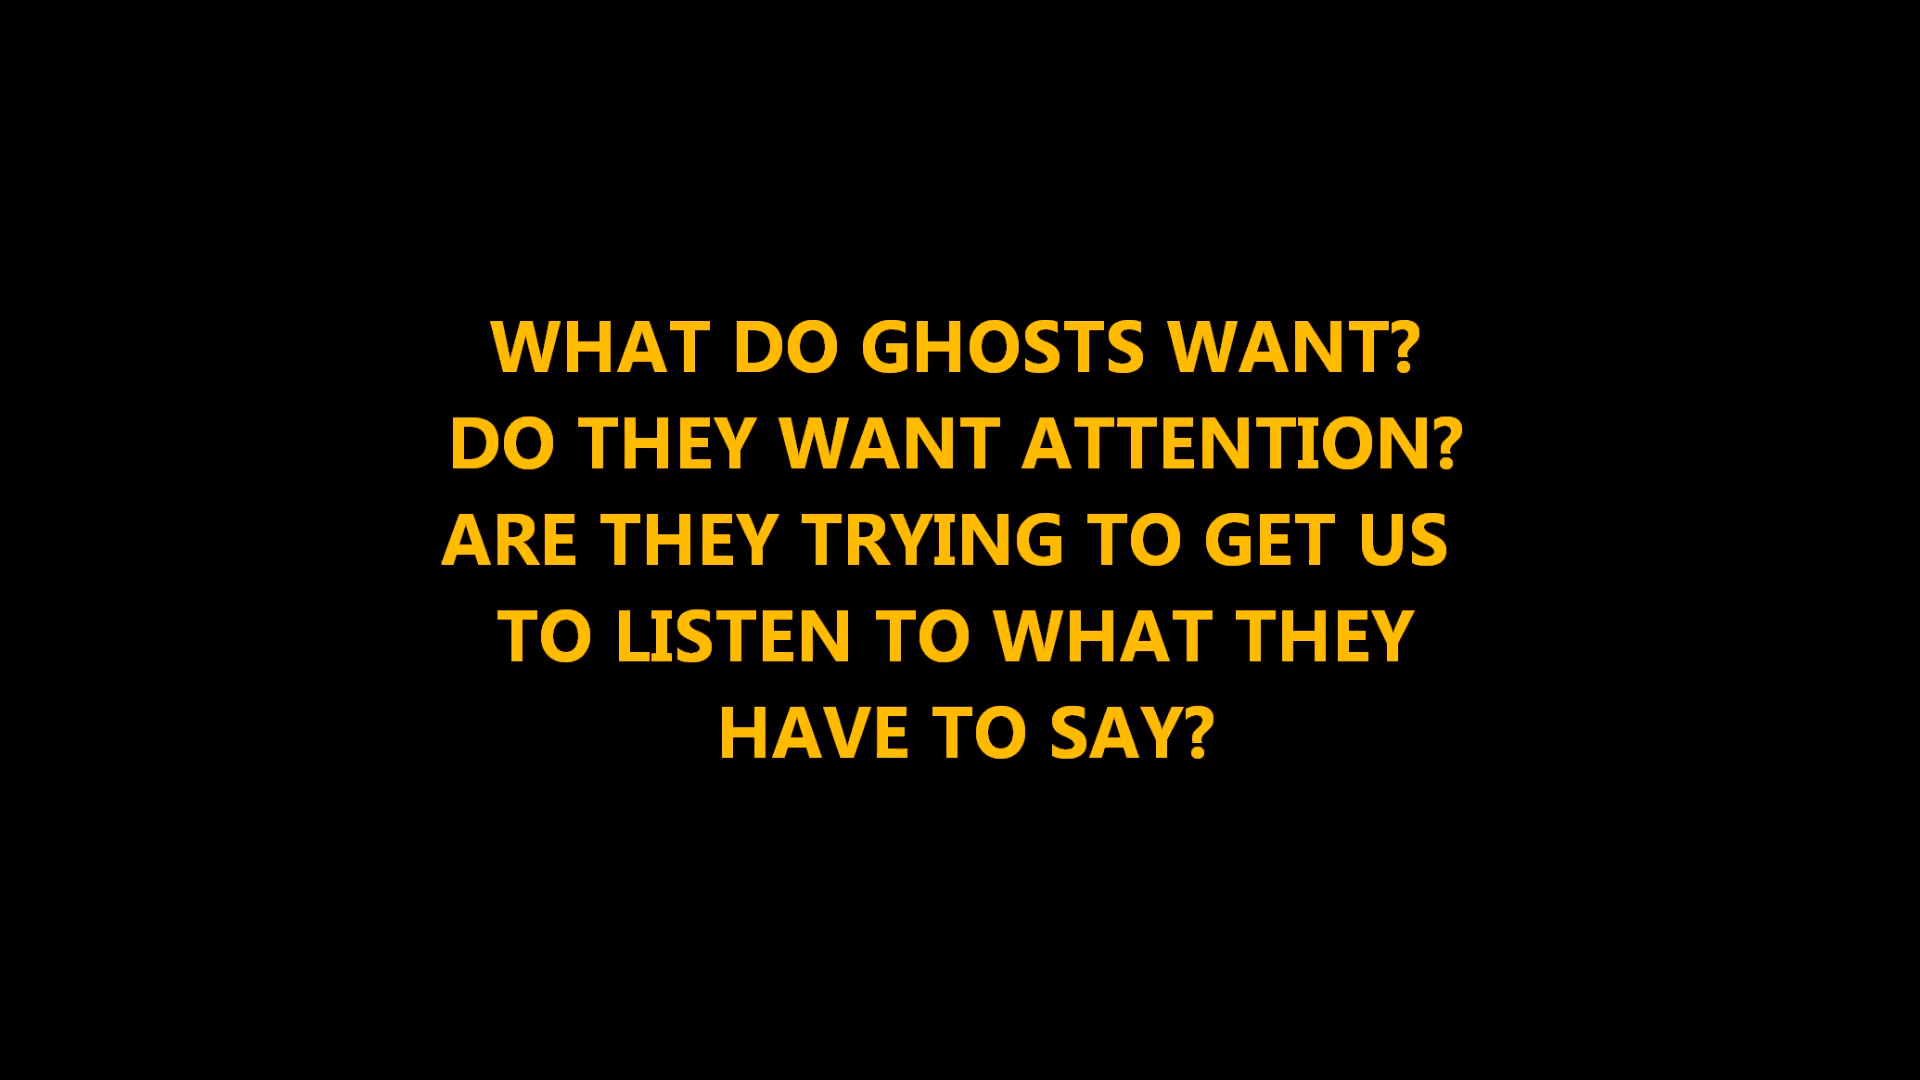 WHAT DO GHOSTS WANT?
DO THEY WANT ATTENTION?
ARE THEY TRYING TO GET US
TO LISTEN TO WHAT THEY
HAVE TO SAY?